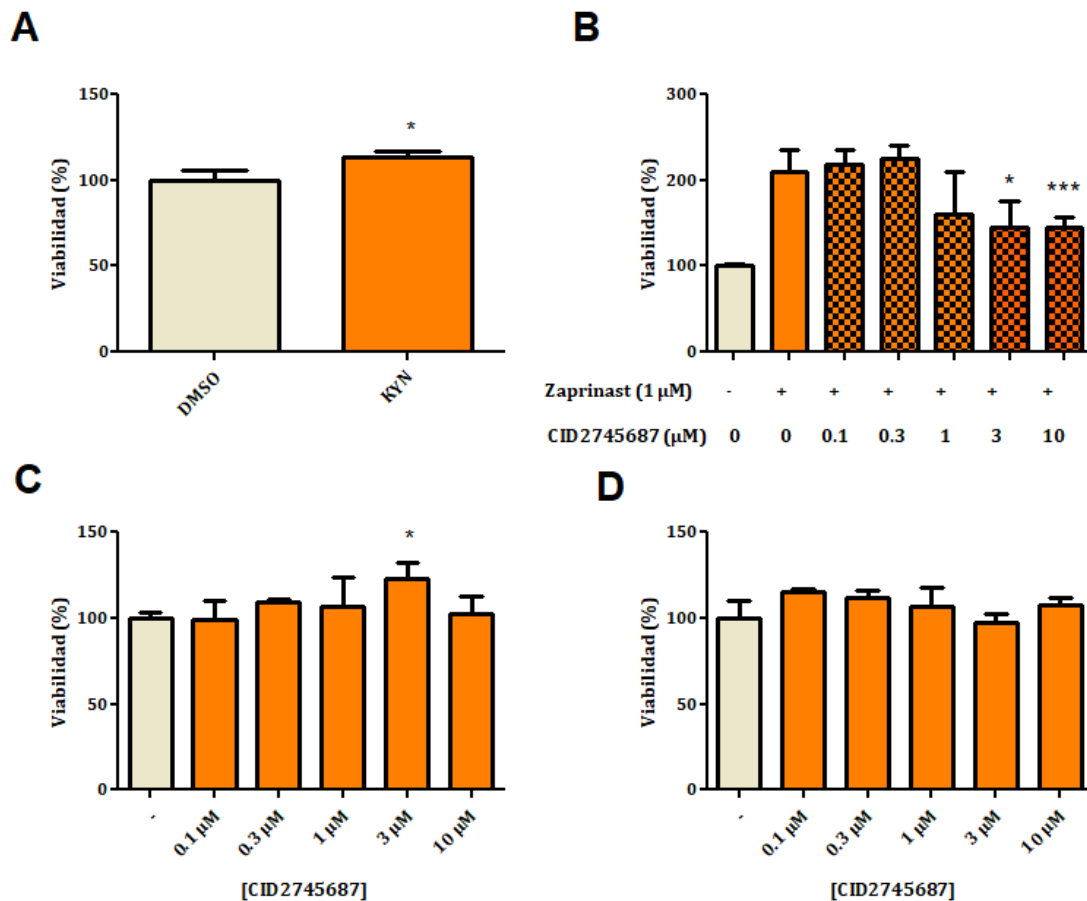 A
Viabilidad (%)
150
100
50
0
*
DMSO
KYN
B
Viabilidad (%)
300
200
100
0
*
***
Zaprinast (1 μM)
-
+
+
+
+
+
+
CID2745687 (μM)
0
0
0.1
0.3
1
3
10
C
Viabilidad (%)
150
100
50
0
*
-
0.1 μM
0.3 μM
1 μM
3 μM
10 μM
[CID2745687]
D
Viabilidad (%)
150
100
50
0
-
0.1 μM
0.3 μM
1 μM
3 μM
10 μM
[CID2745687]